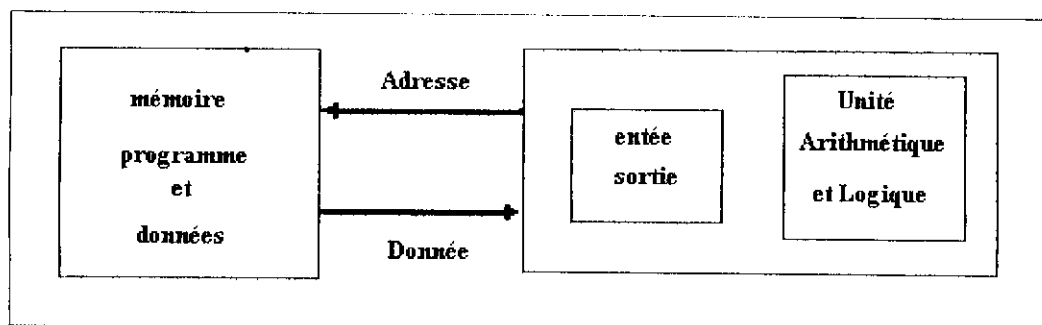 mémoire
programme
et
données
Adresse
Donnée
entée
sortie
Unité
Arithmétique
et Logique